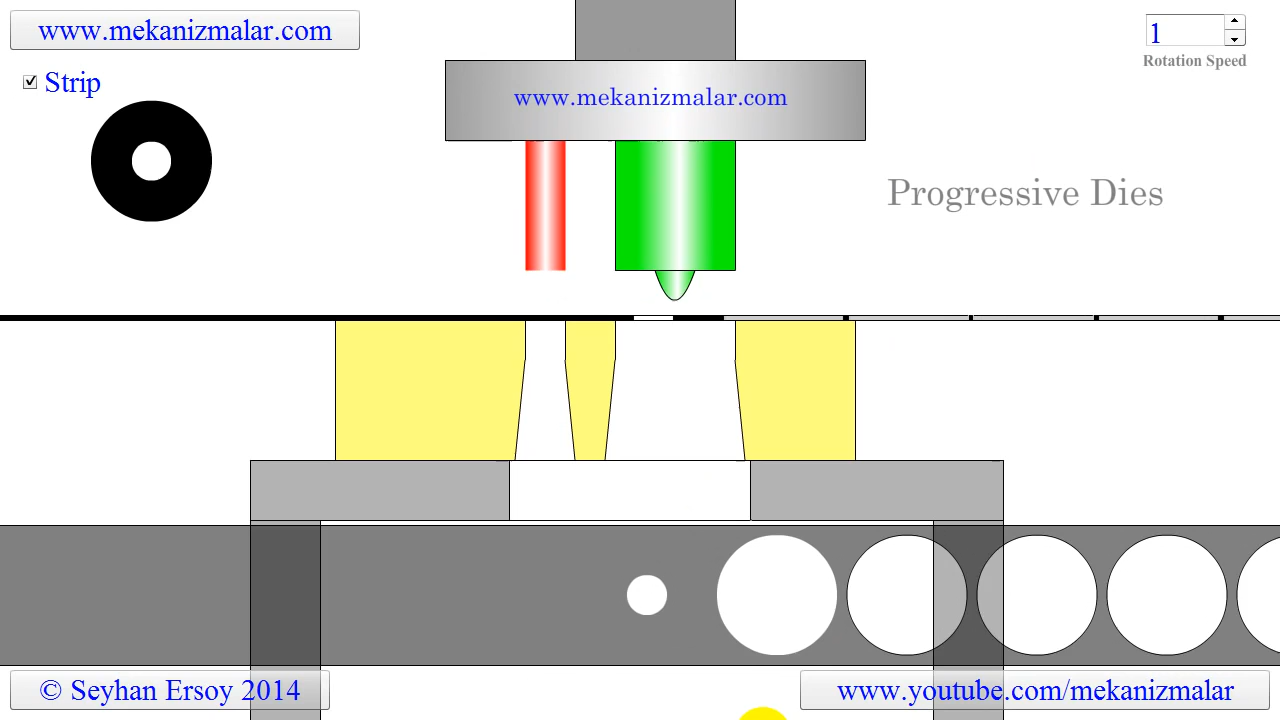 www.mekanizmalar.com
1
Rotation Speed
Strip
www.mekanizmalar.com
Progressive Dies
© Seyhan Ersoy 2014
www.youtube.com/mekanizmalar